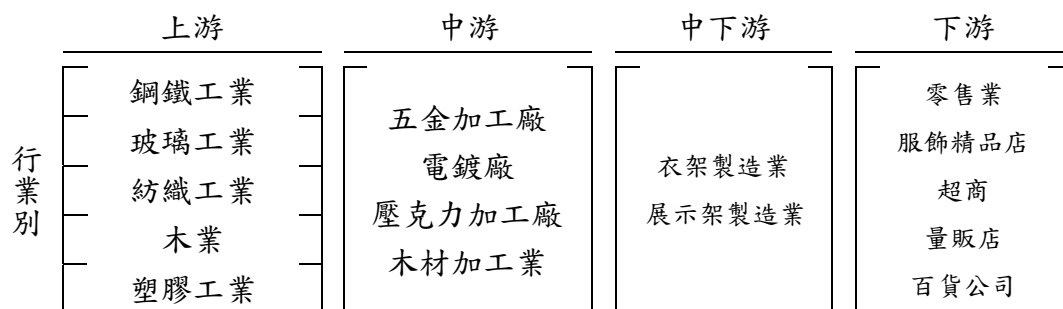 上游
中游
中下游
下游
行業別
鋼鐵工業
玻璃工業
紡織工業
木業
塑膠工業
五金加工廠
電鍍廠
壓克力加工廠
木材加工業
衣架製造業
展示架製造業
零售業
服飾精品店
超商
量販店
百貨公司